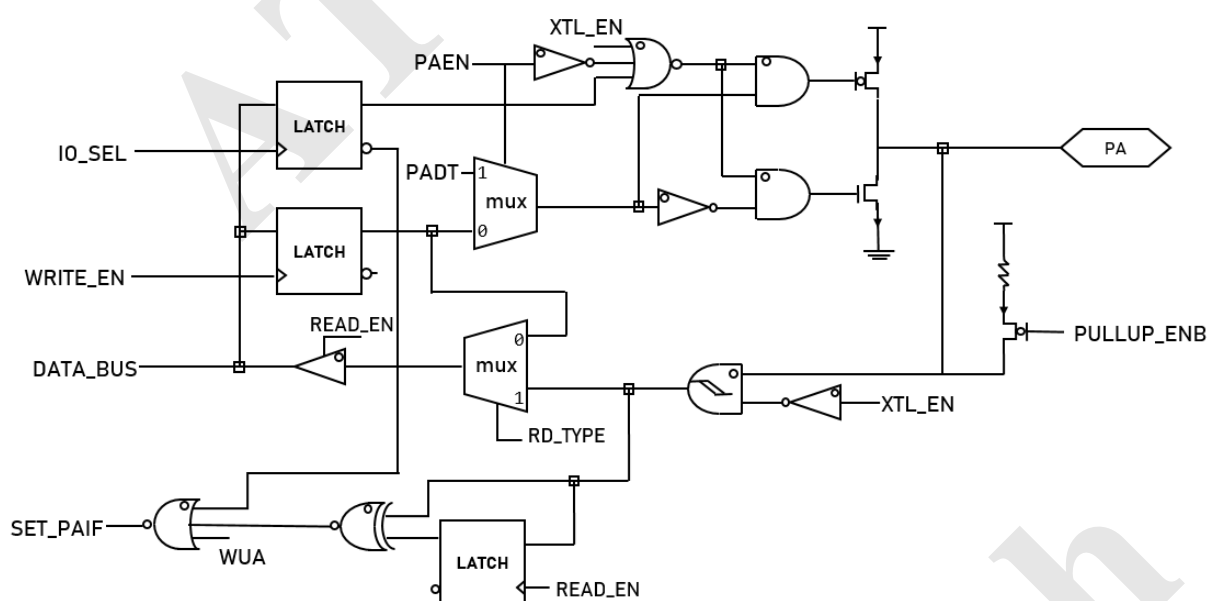 XTL_EN
PAEN
LATCH
PA
IO_SEL
PADT
1
mux
0
LATCH
WRITE_EN
READ_EN
0
PULLUP_ENB
mux
DATA_BUS
1
XTL_EN
RD_TYPE
SET_PAIF
WUA
LATCH
READ_EN
AT
h